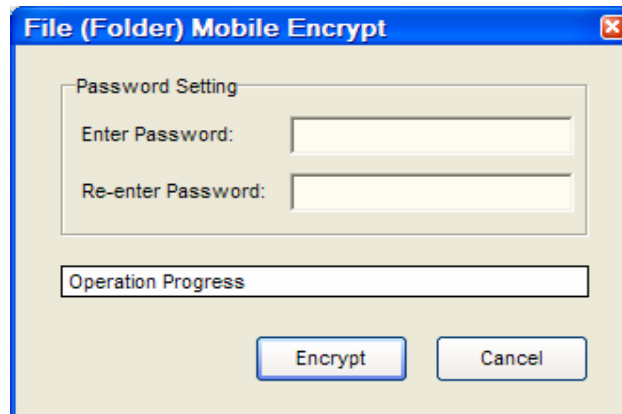 File (Folder) Mobile Encrypt
Password Setting
Enter Password:
Re-enter Password:
Operation Progress
Encrypt Cancel